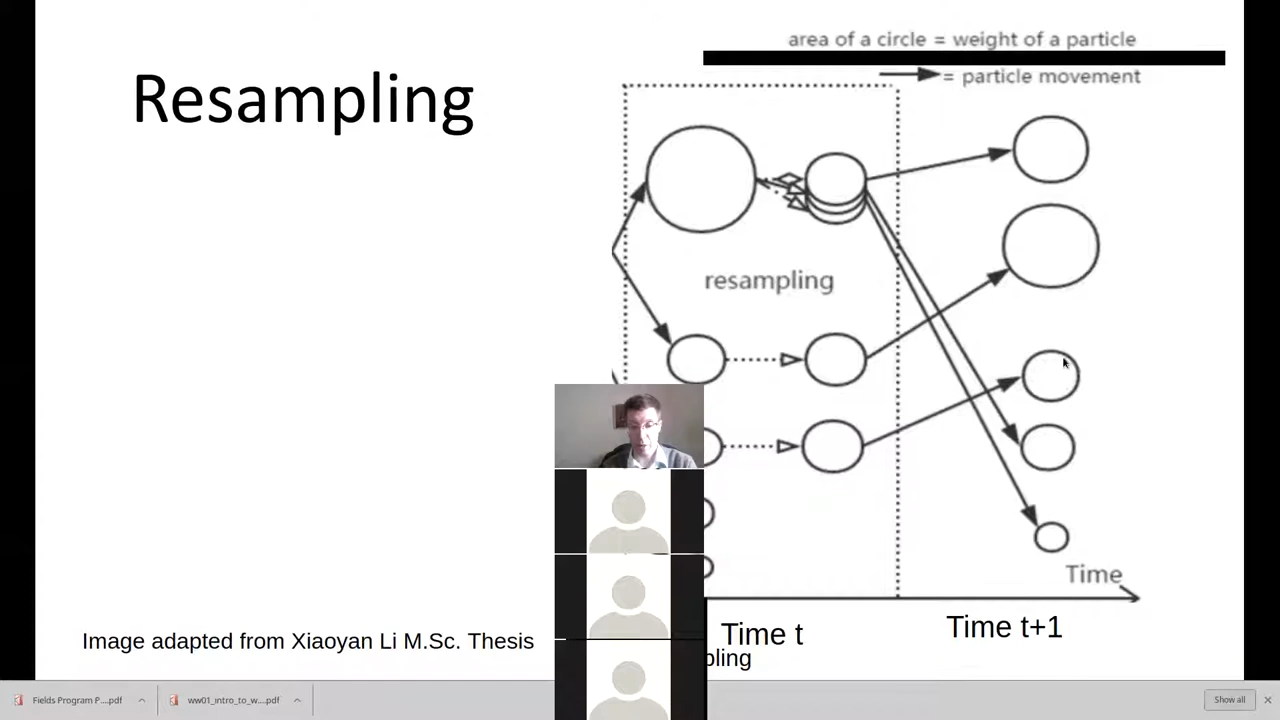 Resampling
area of a circle = weight of a particle
= particle movement
resampling
Time
Time t
Time t+1
pling
Image adapted from Xiaoyan Li M.Sc. Thesis
Fields Program P....pdf
ww01_intro_to_w....pdf
Show all